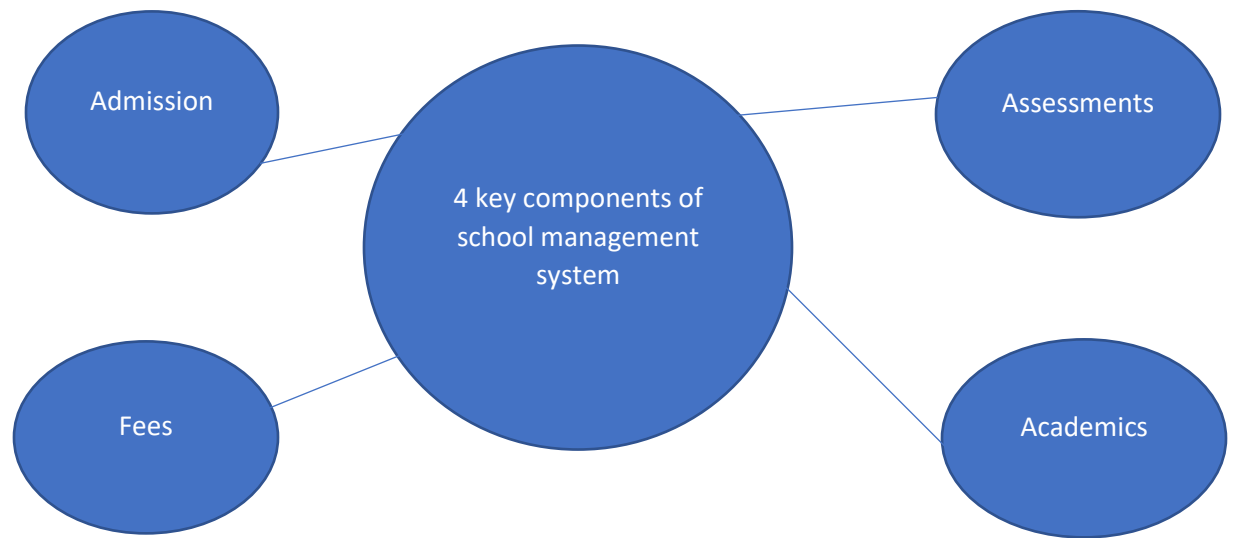 Admission
Assessments
4 key components of
school management
system
Fees
Academics